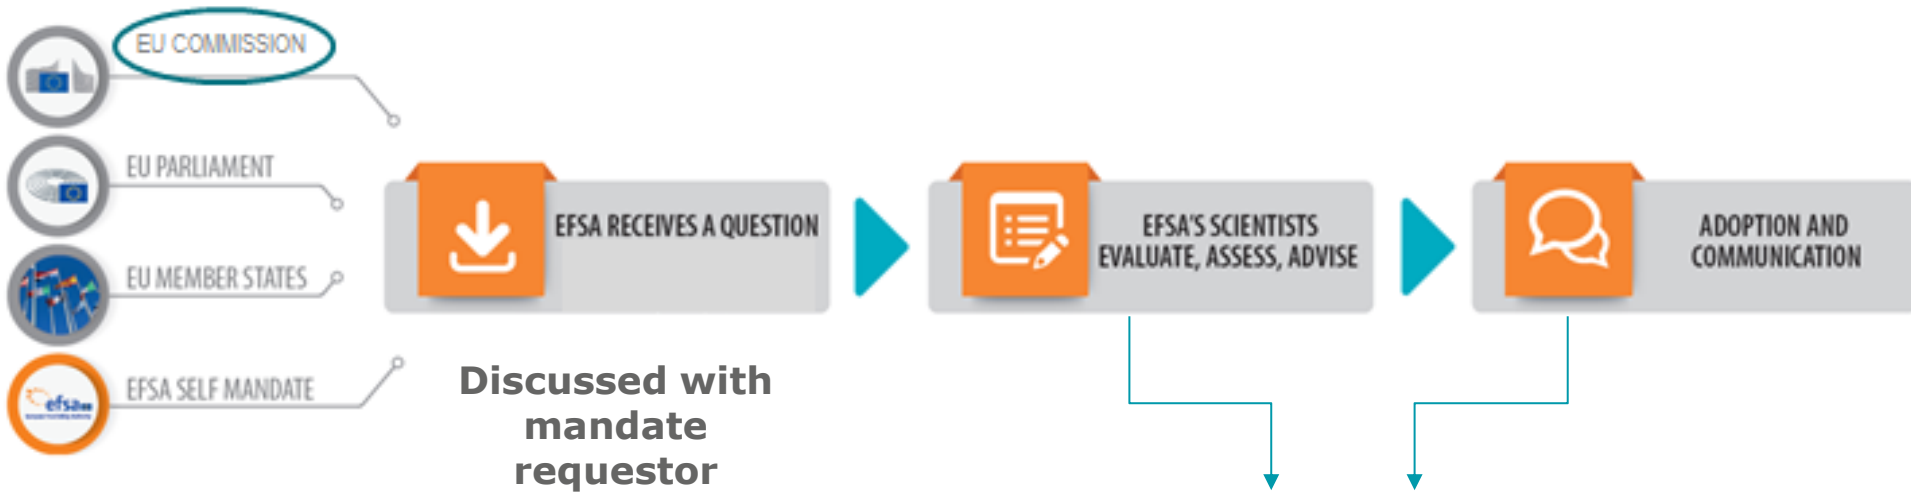 EU COMMISSION
EU PARLIAMENT
EU MEMBER STATES
efsa
EFSA SELF MANDATE
EFSA RECEIVES A QUESTION
Discussed with
mandate
requestor
EFSA'S SCIENTISTS
EVALUATE, ASSESS, ADVISE
ADOPTION AND
COMMUNICATION